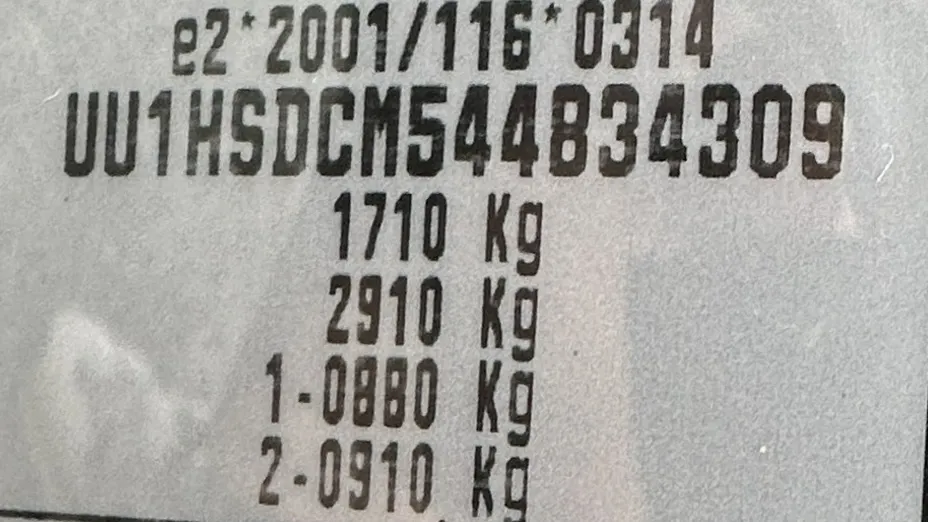 e2*2001/116*0314
UU1HSDCM544834309
1710 Kg
2910 Kg
1-0880 Kg
2-0910 Kg